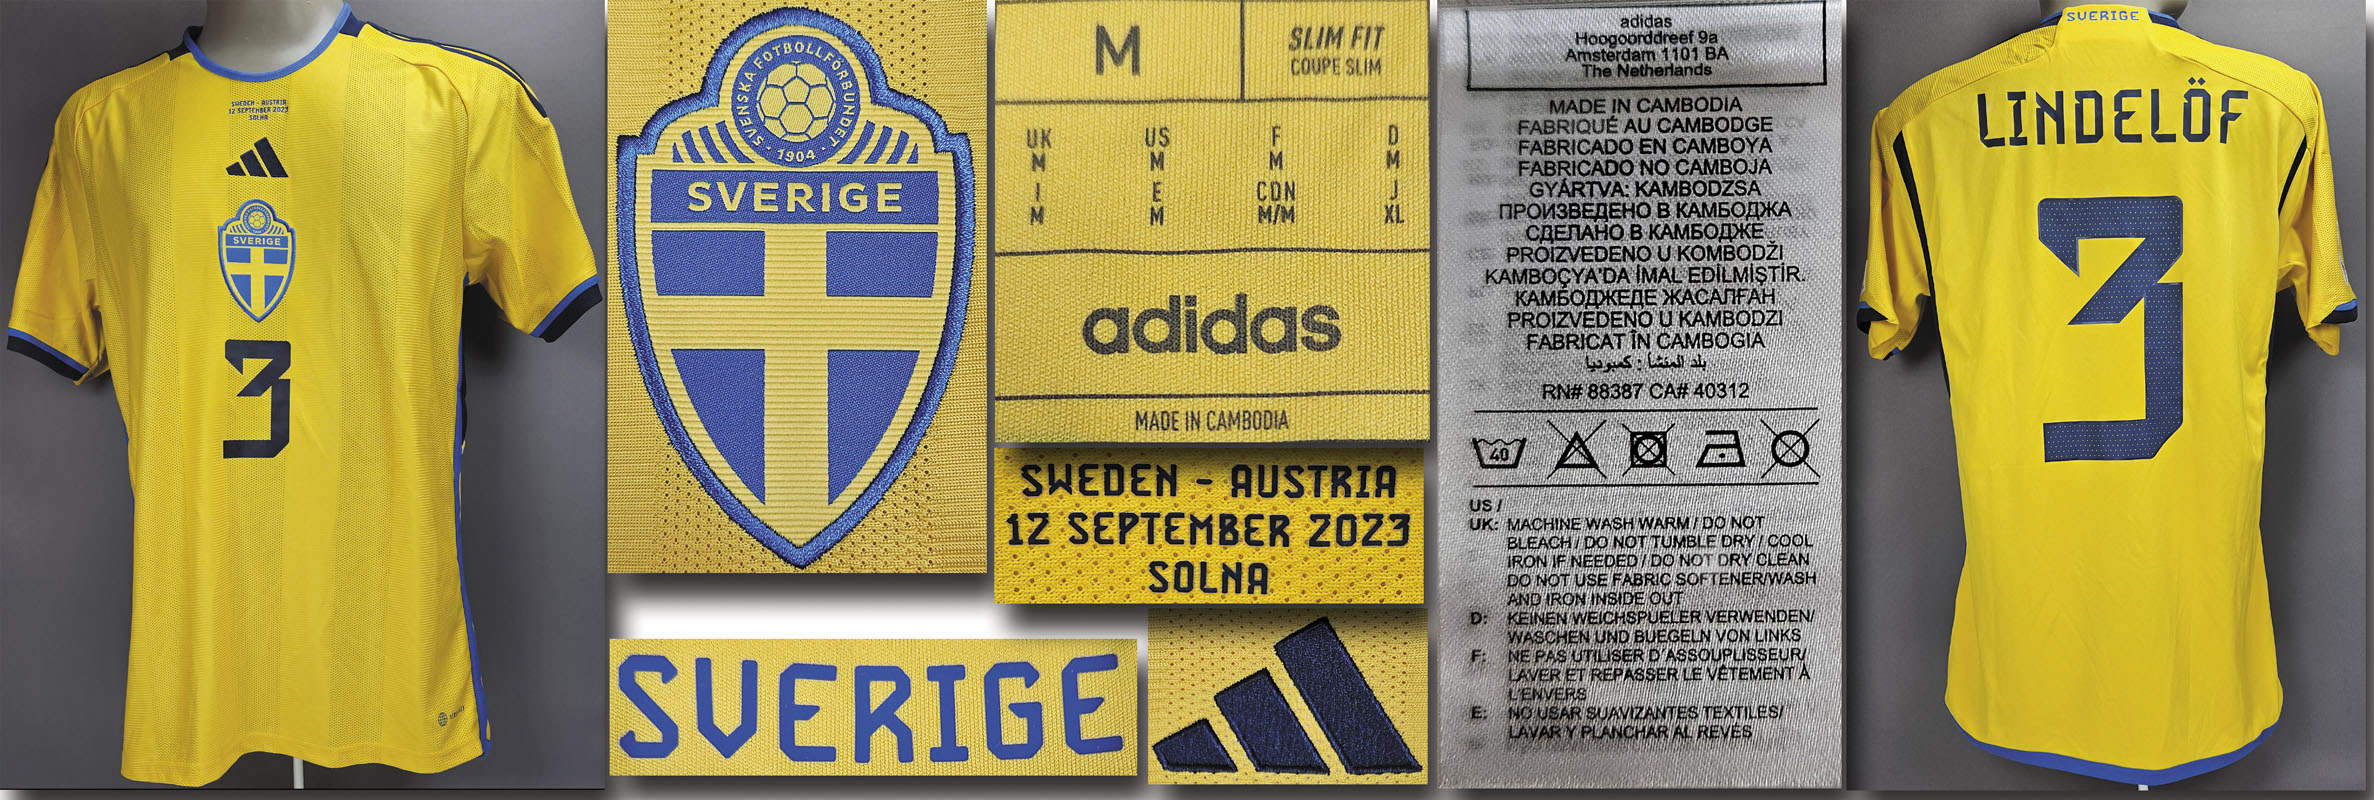 SWEDEN - AUSTRIA
12 SEPTEMBER 2023
SOLNA
SVERIGE
3
SVENSKA FOTBOLLFÖRBUNDET
· 1904 ·
SVERIGE
M
SLIM FIT
COUPE SLIM
UK US F D
M M M M
I E CDN J
M M M/M XL
adidas
MADE IN CAMBODIA
SWEDEN - AUSTRIA
12 SEPTEMBER 2023
SOLNA
SVERIGE
adidas
Hoogoorddreef 9a
Amsterdam 1101 BA
The Netherlands
MADE IN CAMBODIA
FABRIQUÉ AU CAMBODGE
FABRICADO EN CAMBOYA
FABRICADO NO CAMBOJA
GYÁRTVA: KAMBODZSA
ПРОИЗВЕДЕНО В КАМБОДЖА
СДЕЛАНО В КАМБОДЖЕ
PROIZVEDENO U KOMBODŽI
KAMBOÇYA'DA İMAL EDİLMİŞTİR.
КАМБОДЖЕДЕ ЖАСАЛҒАН
PROIZVEDENO U KAMBODZI
FABRICAT ÎN CAMBOGIA
بلد المنشأ : كمبوديا
RN# 88387 CA# 40312
40
US /
UK: MACHINE WASH WARM / DO NOT
BLEACH / DO NOT TUMBLE DRY / COOL
IRON IF NEEDED / DO NOT DRY CLEAN
DO NOT USE FABRIC SOFTENER/WASH
AND IRON INSIDE OUT
D: KEINEN WEICHSPUELER VERWENDEN/
WASCHEN UND BUEGELN VON LINKS
F: NE PAS UTILISER D'ASSOUPLISSEUR/
LAVER ET REPASSER LE VÊTEMENT À
L'ENVERS
E: NO USAR SUAVIZANTES TEXTILES/
LAVAR Y PLANCHAR AL REVÉS
SVERIGE
LINDELÖF
3